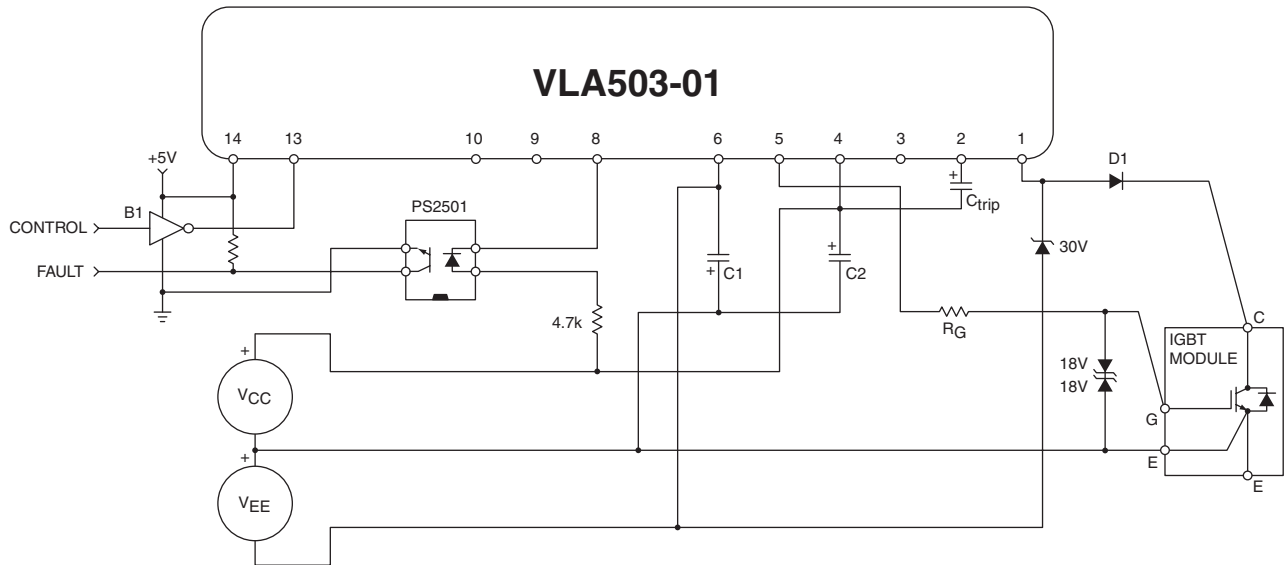 VLA503-01
14 13 10 9 8 6 5 4 3 2 1
+5V
D1
+
Ctrip
B1
PS2501
CONTROL
+
30V
FAULT
+ C1
C2
4.7k
RG
C
+
IGBT
MODULE
18V
18V
VCC
G
+
E
VEE
E